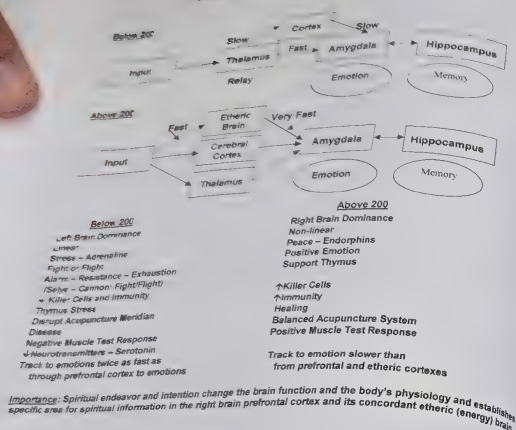 Below 200
Cortex
Slow
Slow
Thalamus
Fast
Amygdala
Hippocampus
Input
Relay
Emotion
Memory
Above 200
Etheric
Brain
Fast
Very Fast
Cerebral
Cortex
Amygdala
Hippocampus
Input
Thalamus
Emotion
Memory
Below 200
Left Brain Dominance
Linear
Stress – Adrenaline
Fight or Flight
Alarm – Resistance – Exhaustion
(Selye – Cannon: Fight/Flight)
↓ Killer Cells and Immunity
Thymus Stress
Disrupt Acupuncture Meridian
Disease
Negative Muscle Test Response
↓Neurotransmitters – Serotonin
Track to emotions twice as fast as
through prefrontal cortex to emotions
Above 200
Right Brain Dominance
Non-linear
Peace – Endorphins
Positive Emotion
Support Thymus
↑Killer Cells
↑Immunity
Healing
Balanced Acupuncture System
Positive Muscle Test Response
Track to emotion slower than
from prefrontal and etheric cortexes
Importance: Spiritual endeavor and intention change the brain function and the body's physiology and establishes
specific area for spiritual information in the right brain prefrontal cortex and its concordant etheric (energy) brain